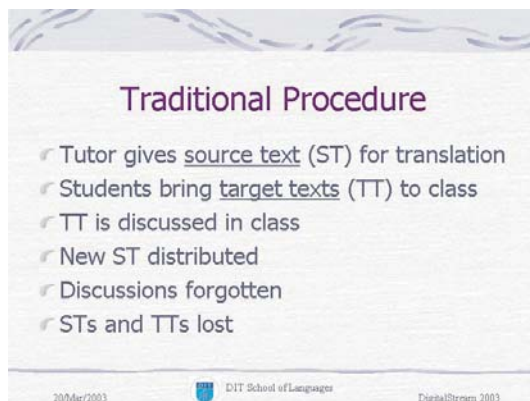 Traditional Procedure
Tutor gives source text (ST) for translation
Students bring target texts (TT) to class
TT is discussed in class
New ST distributed
Discussions forgotten
STs and TTs lost
20/Mar/2003
DIT School of Languages
DigitalStream 2003